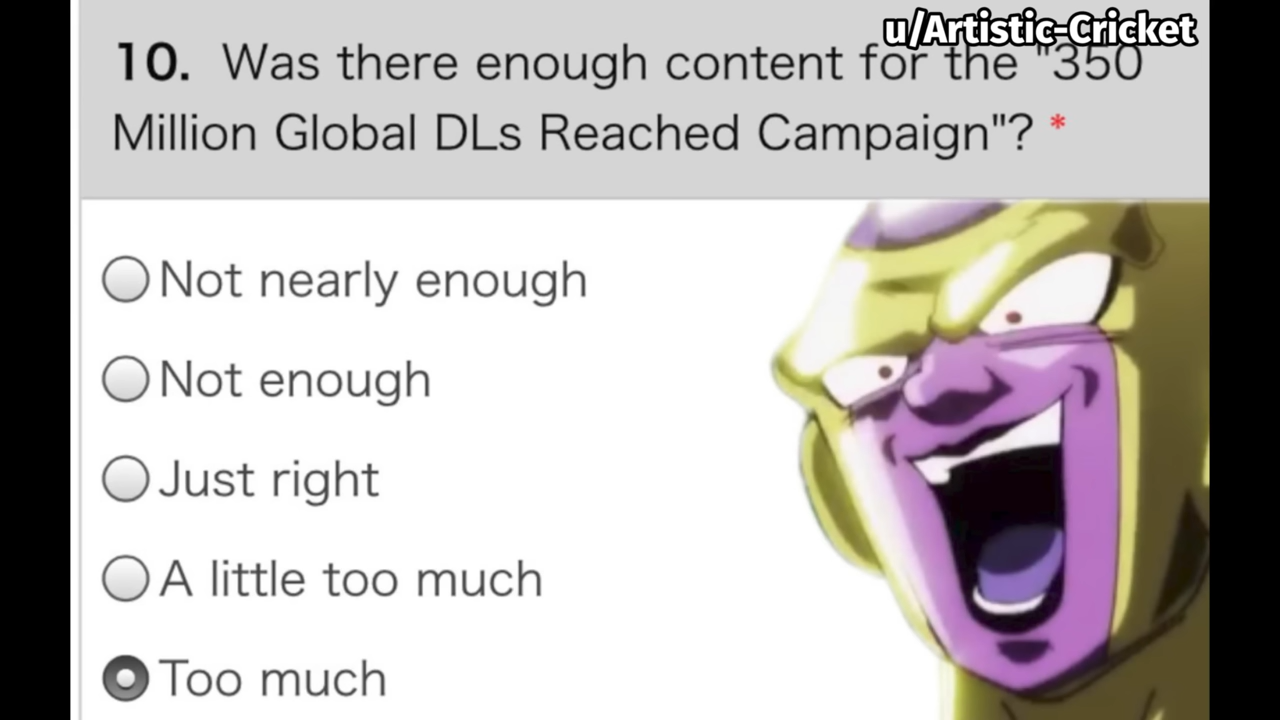 u/Artistic-Cricket
10. Was there enough content for the "350
Million Global DLs Reached Campaign"? *
Not nearly enough
Not enough
Just right
A little too much
Too much